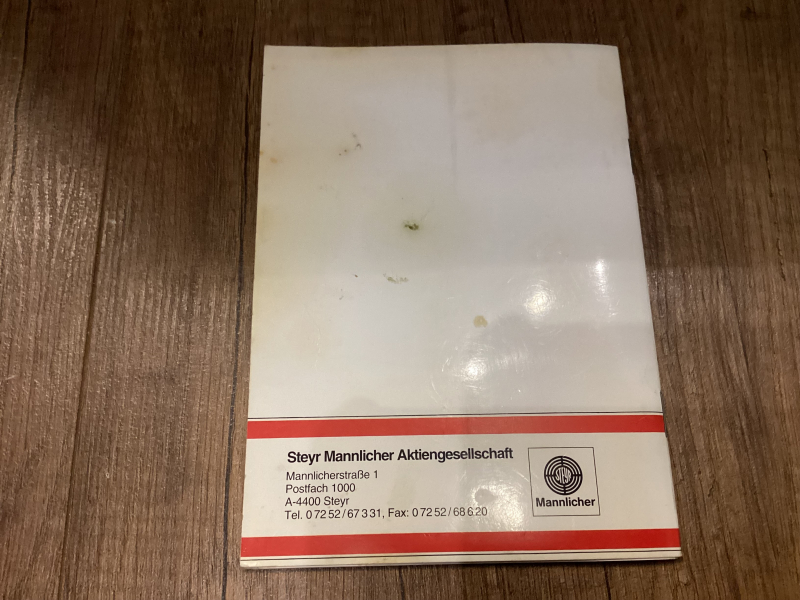 Steyr Mannlicher Aktiengesellschaft
Mannlicherstraße 1
Postfach 1000
A-4400 Steyr
Tel. 0 72 52 / 67 3 31, Fax: 0 72 52 / 68 6 20
STEYR
Mannlicher